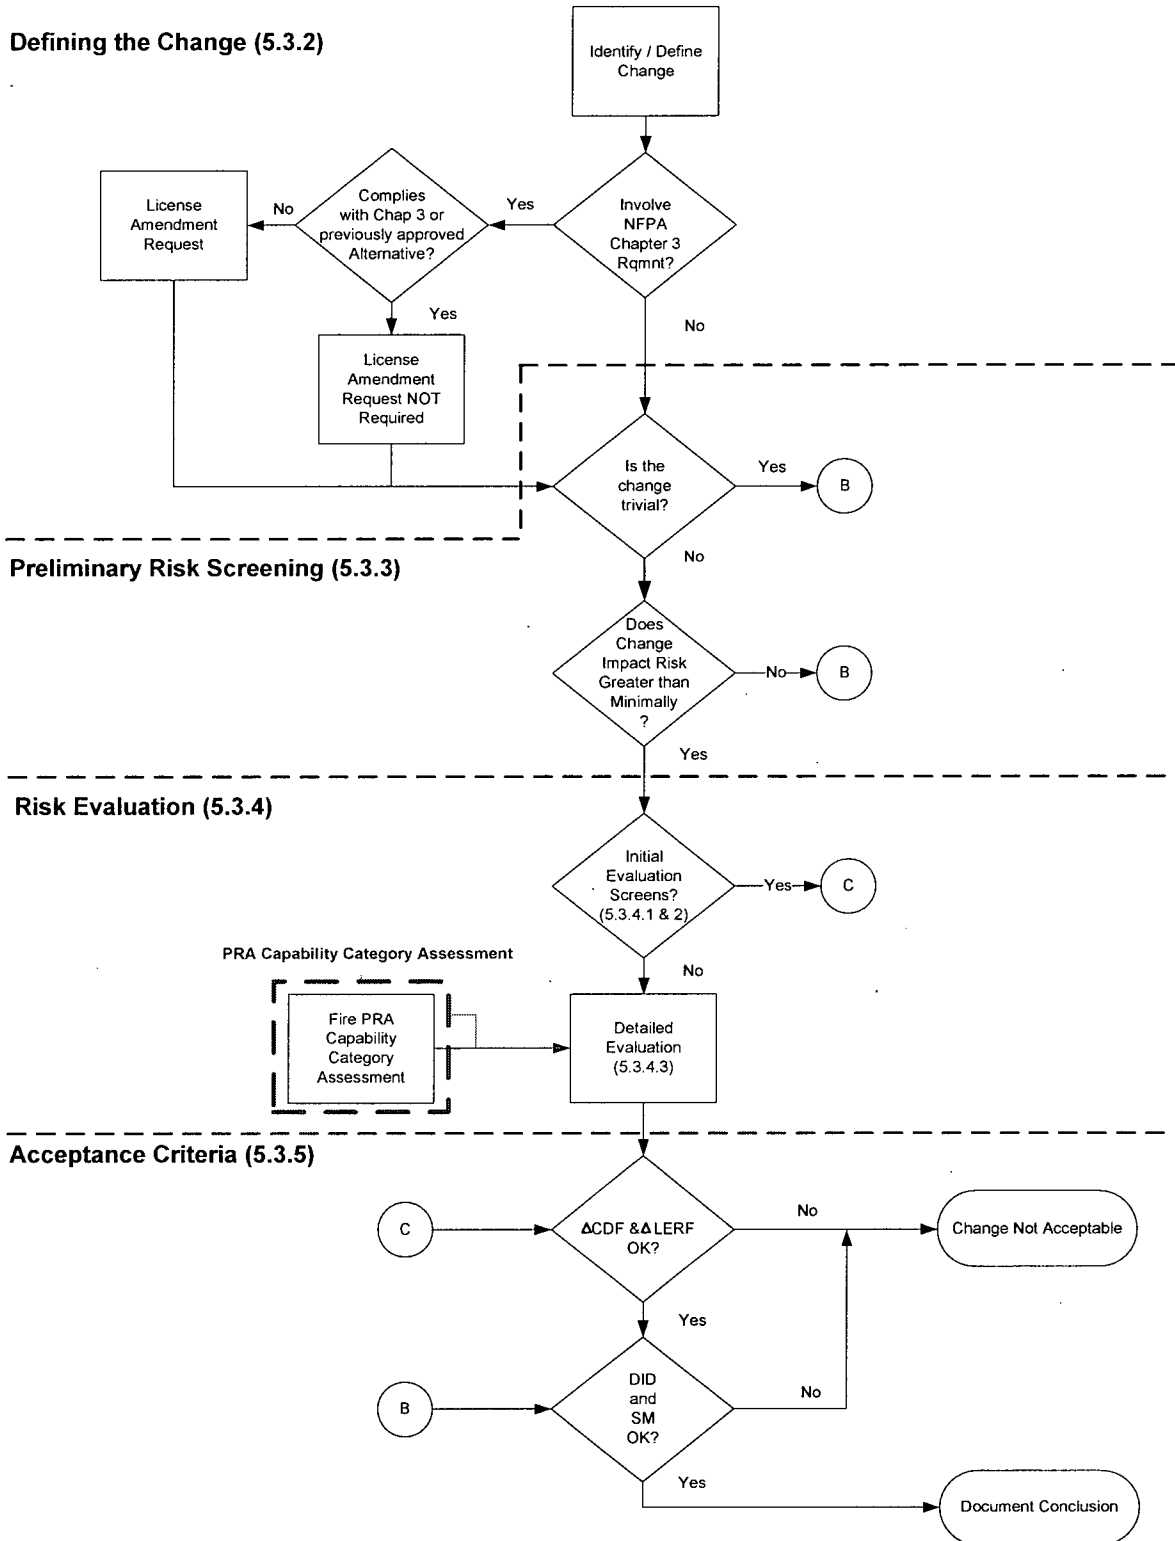 Defining the Change (5.3.2)
Identify / Define
Change
Involve
NFPA
Chapter 3
Rqmnt?
Yes
Complies
with Chap 3 or
previously approved
Alternative?
No
License
Amendment
Request
Yes
License
Amendment
Request NOT
Required
No
Is the
change
trivial?
Yes
B
No
Preliminary Risk Screening (5.3.3)
Does
Change
Impact Risk
Greater than
Minimally
?
No
B
Yes
Risk Evaluation (5.3.4)
Initial
Evaluation
Screens?
(5.3.4.1 & 2)
Yes
C
No
PRA Capability Category Assessment
Fire PRA
Capability
Category
Assessment
Detailed
Evaluation
(5.3.4.3)
Acceptance Criteria (5.3.5)
C
ΔCDF &Δ LERF
OK?
No
Change Not Acceptable
Yes
B
DID
and
SM
OK?
No
Yes
Document Conclusion